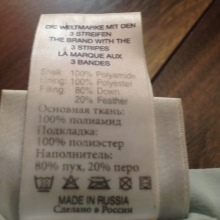 DIE WELTMARKE MIT DEN
3 STREIFEN
THE BRAND WITH THE
3 STRIPES
LA MARQUE AUX
3 BANDES
Shell: 100% Polyamide
Lining: 100% Polyester
Filling: 80% Down
20% Feather
Основная ткань:
100% полиамид
Подкладка:
100% полиэстер
Наполнитель:
80% пух, 20% перо
MADE IN RUSSIA
Сделано в России